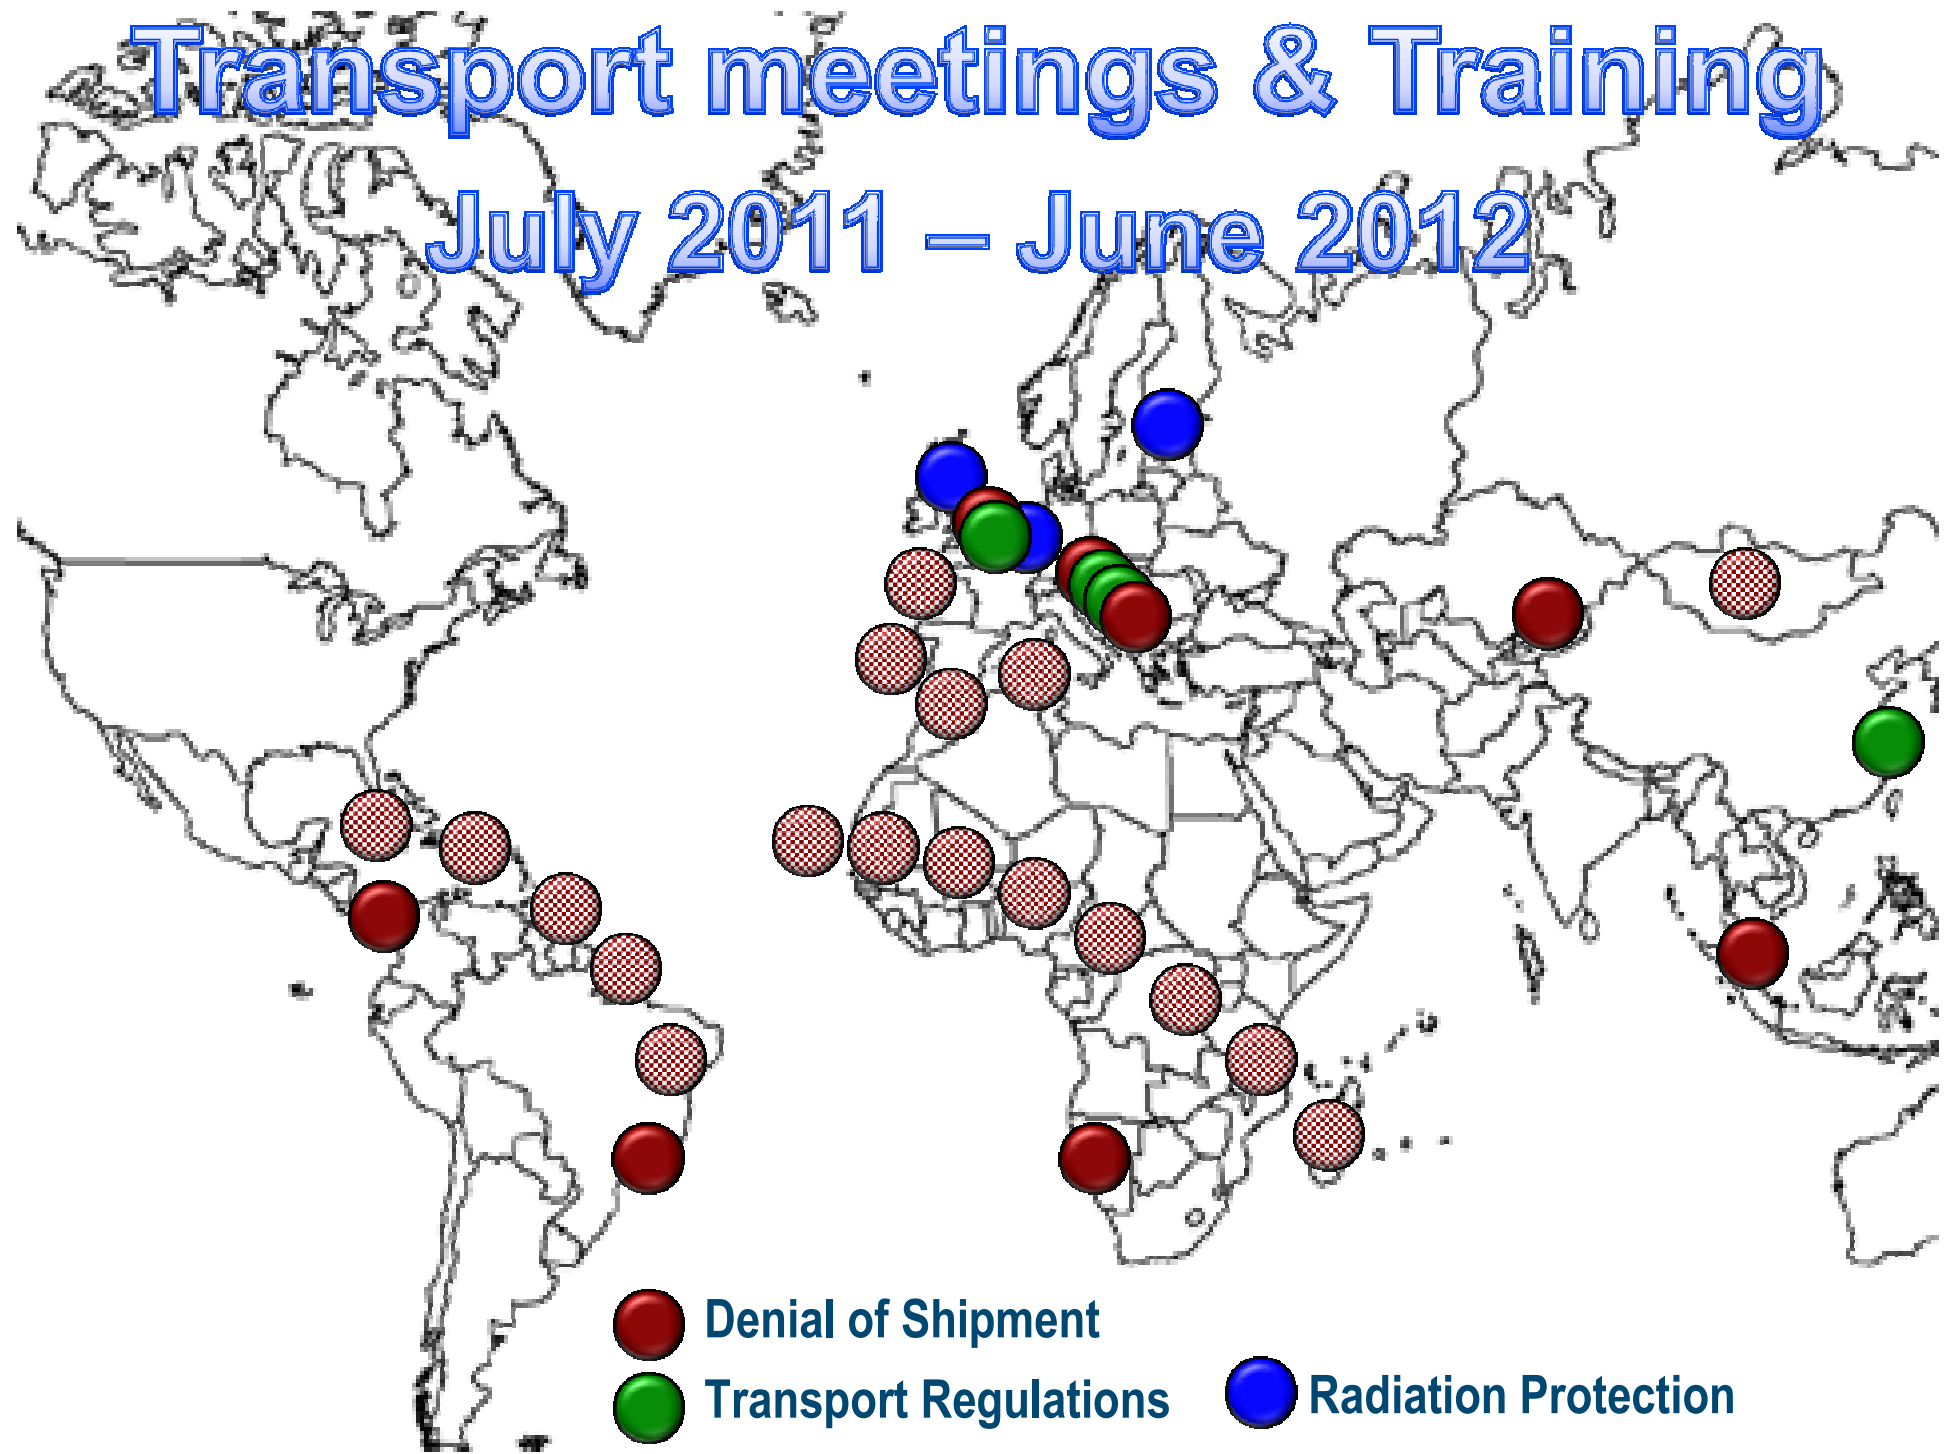 Transport meetings & Training
July 2011 – June 2012
Denial of Shipment
Transport Regulations
Radiation Protection